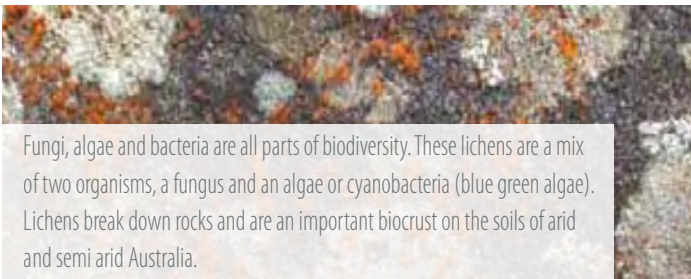 Fungi, algae and bacteria are all parts of biodiversity. These lichens are a mix
of two organisms, a fungus and an algae or cyanobacteria (blue green algae).
Lichens break down rocks and are an important biocrust on the soils of arid
and semi arid Australia.